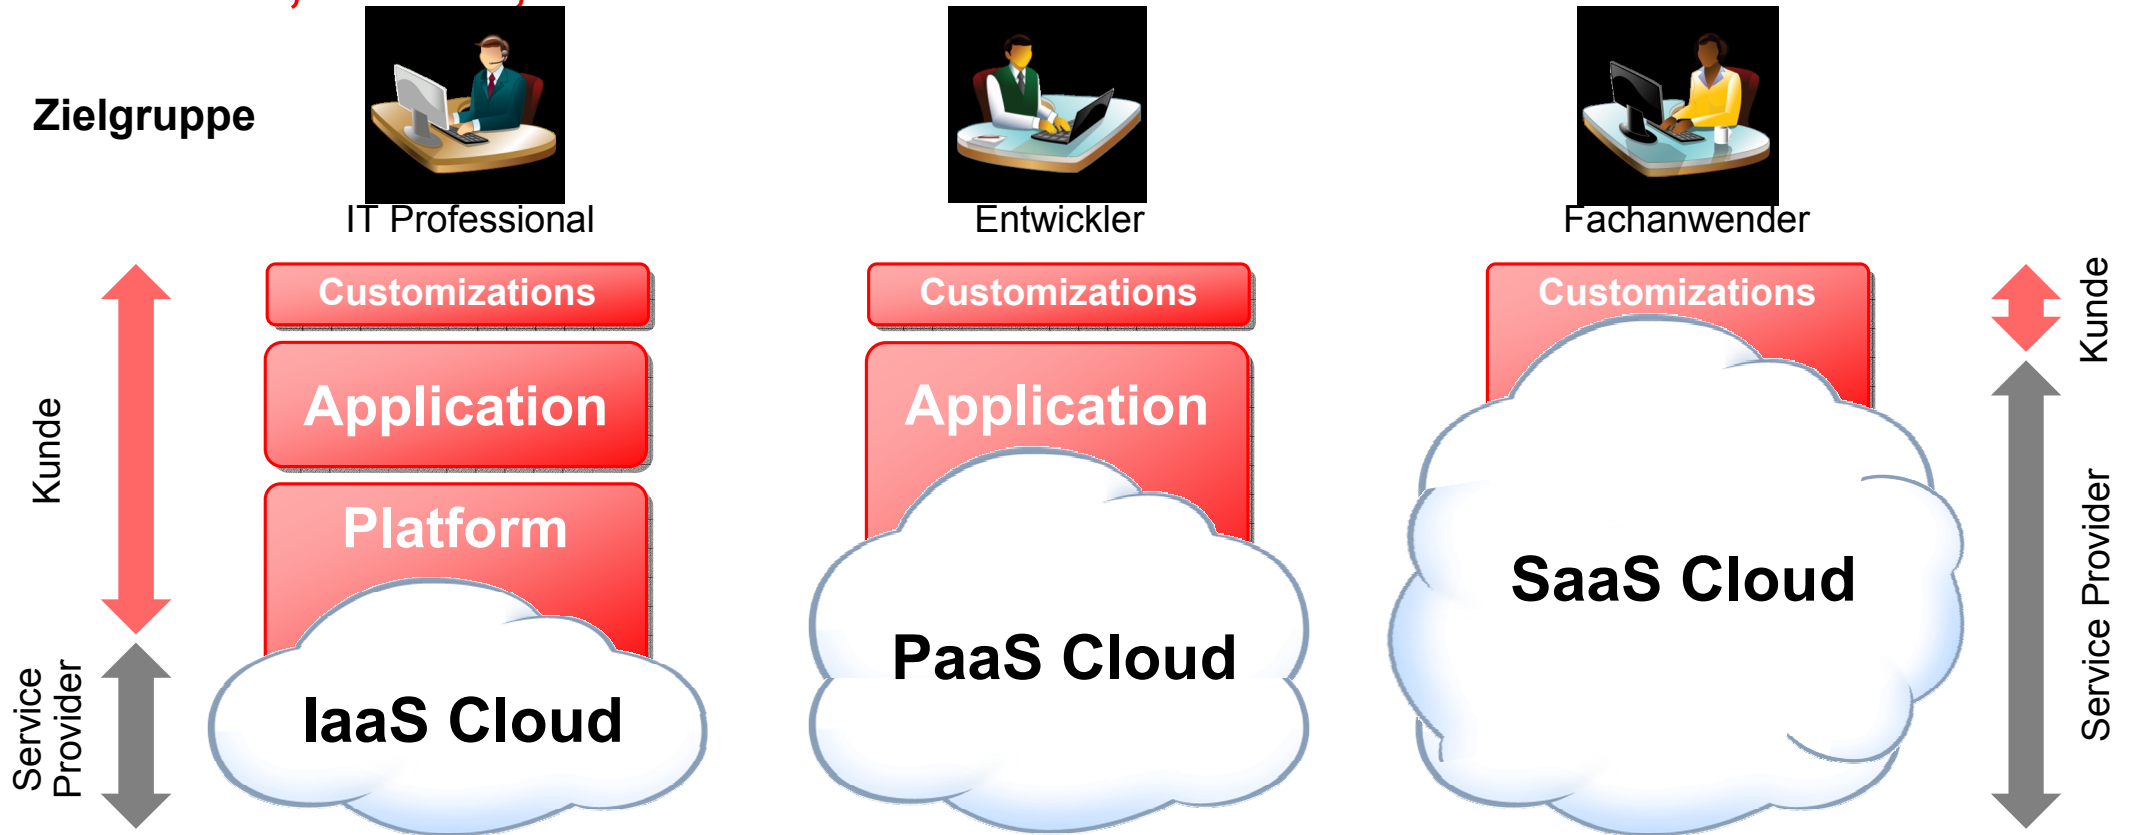 Zielgruppe
IT Professional
Entwickler
Fachanwender
Kunde
Service
Provider
Customizations
Application
Platform
IaaS Cloud
Customizations
Application
PaaS Cloud
Customizations
SaaS Cloud
Kunde
Service Provider